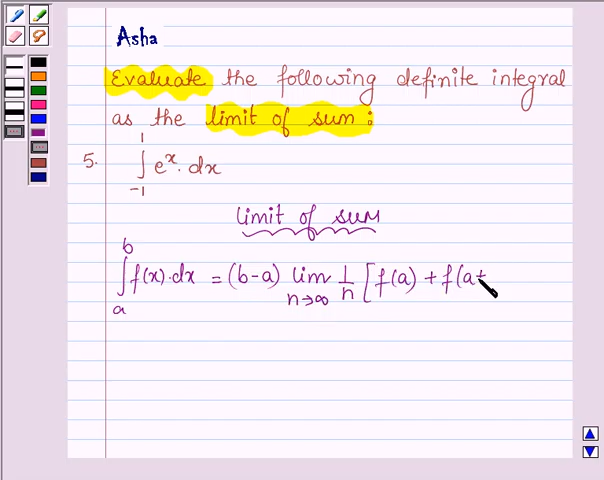 Asha
Evaluate the following definite integral
as the limit of sum :
5. ∫₋₁¹ eˣ. dx
limit of sum
∫ₐᵇ f(x).dx = (b-a) lim n→∞ 1/n [f(a) + f(a+